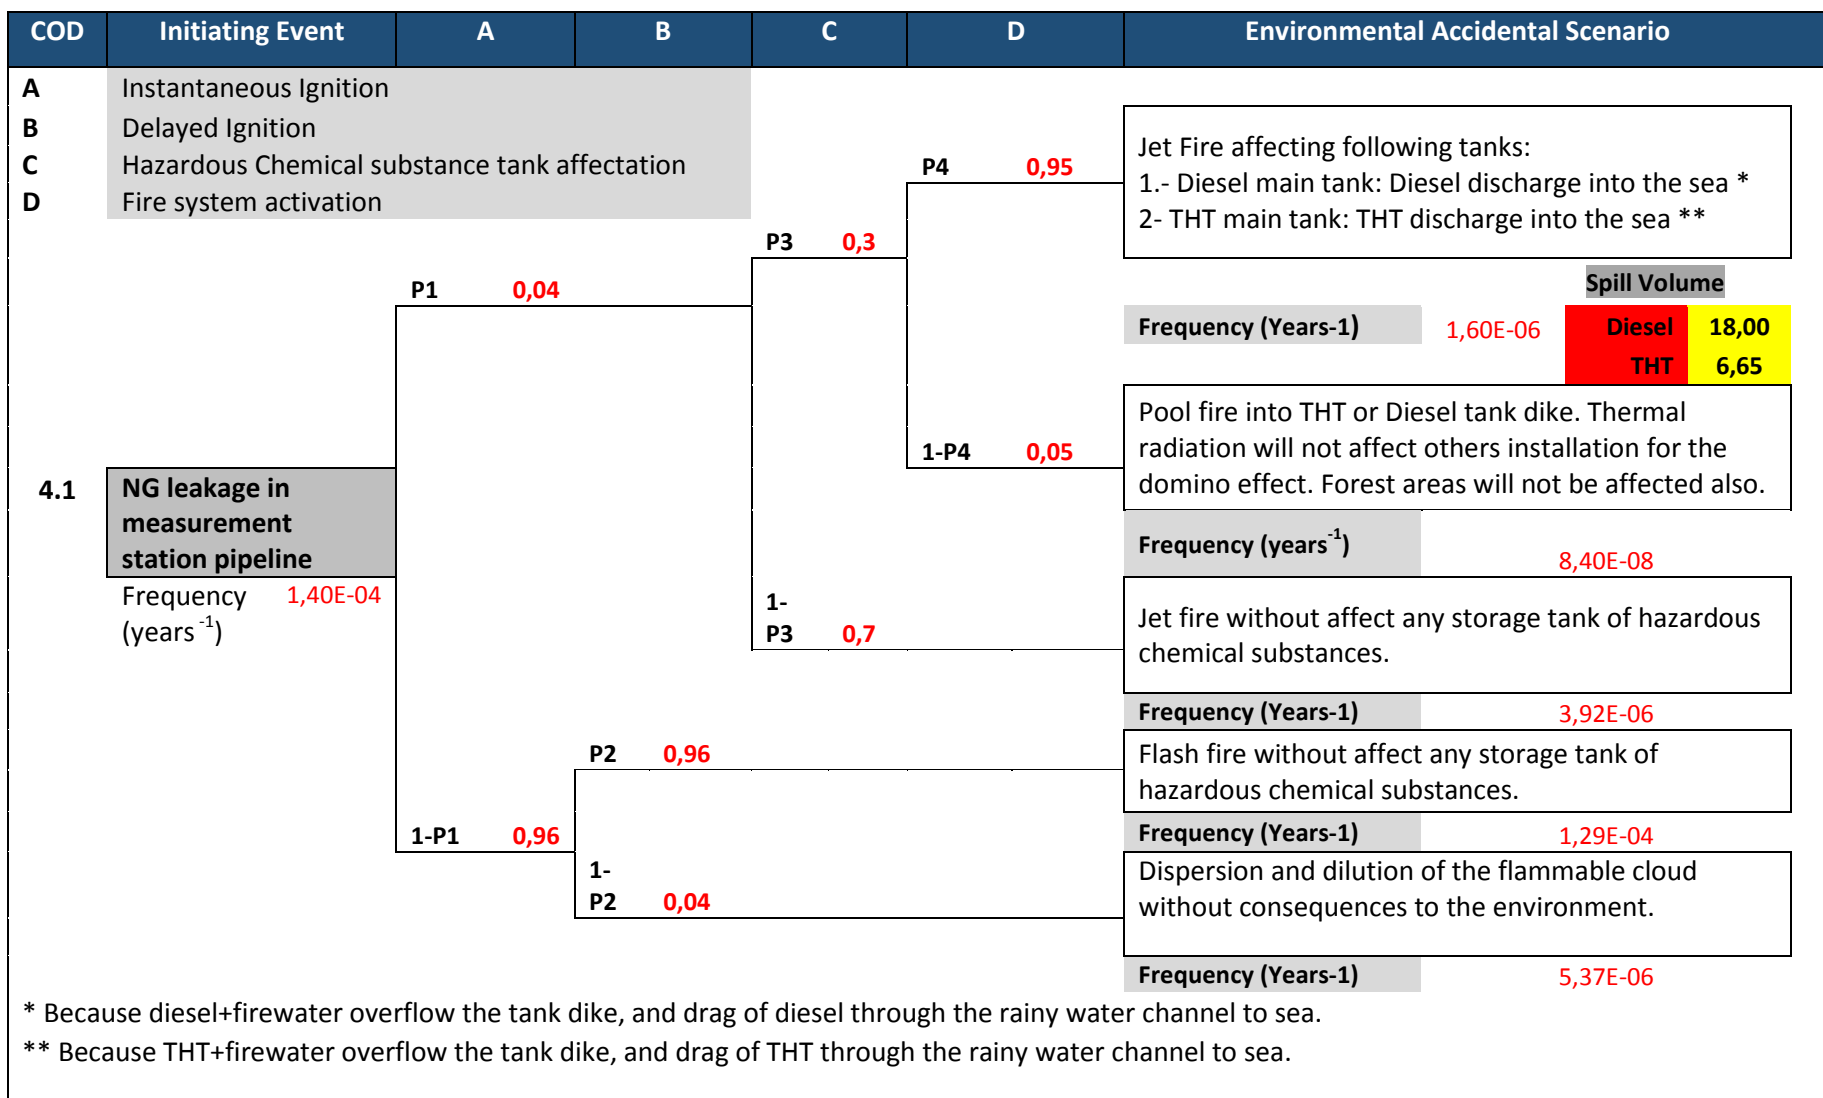 COD Initiating Event A B C D Environmental Accidental Scenario
A Instantaneous Ignition
B Delayed Ignition
C Hazardous Chemical substance tank affectation
D Fire system activation
P4 0,95
Jet Fire affecting following tanks:
1.- Diesel main tank: Diesel discharge into the sea *
2- THT main tank: THT discharge into the sea **
P3 0,3
P1 0,04
Spill Volume
Frequency (Years-1) 1,60E-06 Diesel 18,00
THT 6,65
1-P4 0,05
Pool fire into THT or Diesel tank dike. Thermal
radiation will not affect others installation for the
domino effect. Forest areas will not be affected also.
4.1 NG leakage in
measurement
station pipeline
Frequency (years-1)
8,40E-08
Frequency 1,40E-04
(years -1)
1-
P3 0,7
Jet fire without affect any storage tank of hazardous
chemical substances.
Frequency (Years-1) 3,92E-06
P2 0,96
Flash fire without affect any storage tank of
hazardous chemical substances.
1-P1 0,96
Frequency (Years-1) 1,29E-04
1-
P2 0,04
Dispersion and dilution of the flammable cloud
without consequences to the environment.
Frequency (Years-1) 5,37E-06
* Because diesel+firewater overflow the tank dike, and drag of diesel through the rainy water channel to sea.
** Because THT+firewater overflow the tank dike, and drag of THT through the rainy water channel to sea.